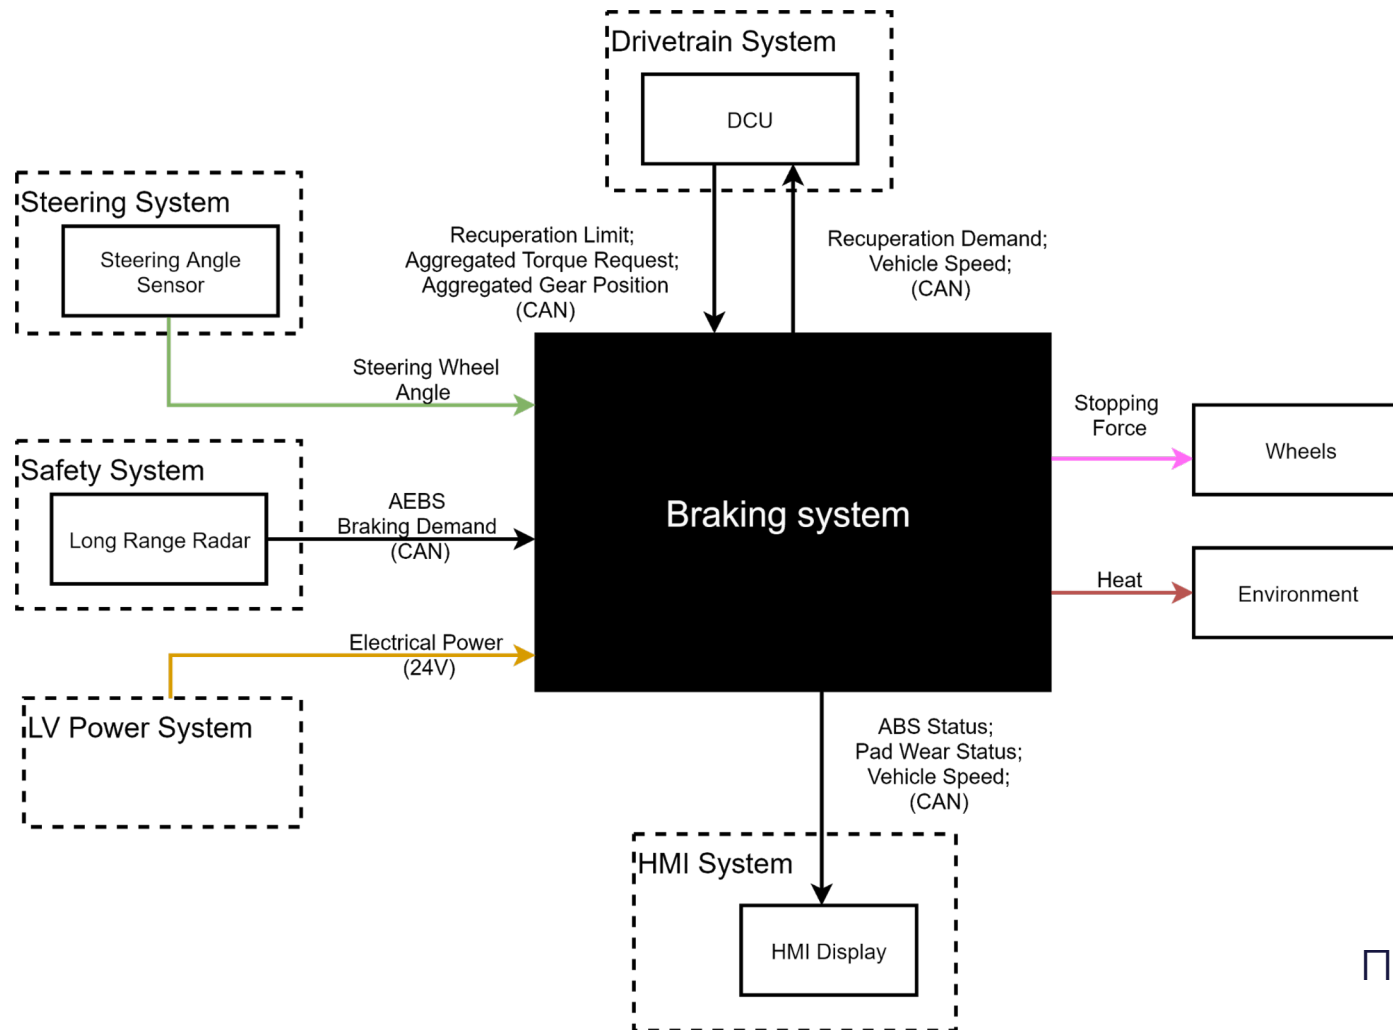 Drivetrain System
DCU
Steering System
Steering Angle
Sensor
Recuperation Limit;
Aggregated Torque Request;
Aggregated Gear Position
(CAN)
Recuperation Demand;
Vehicle Speed;
(CAN)
Steering Wheel
Angle
Stopping
Force
Wheels
Safety System
Long Range Radar
AEBS
Braking Demand
(CAN)
Braking system
Heat
Environment
Electrical Power
(24V)
LV Power System
ABS Status;
Pad Wear Status;
Vehicle Speed;
(CAN)
HMI System
HMI Display